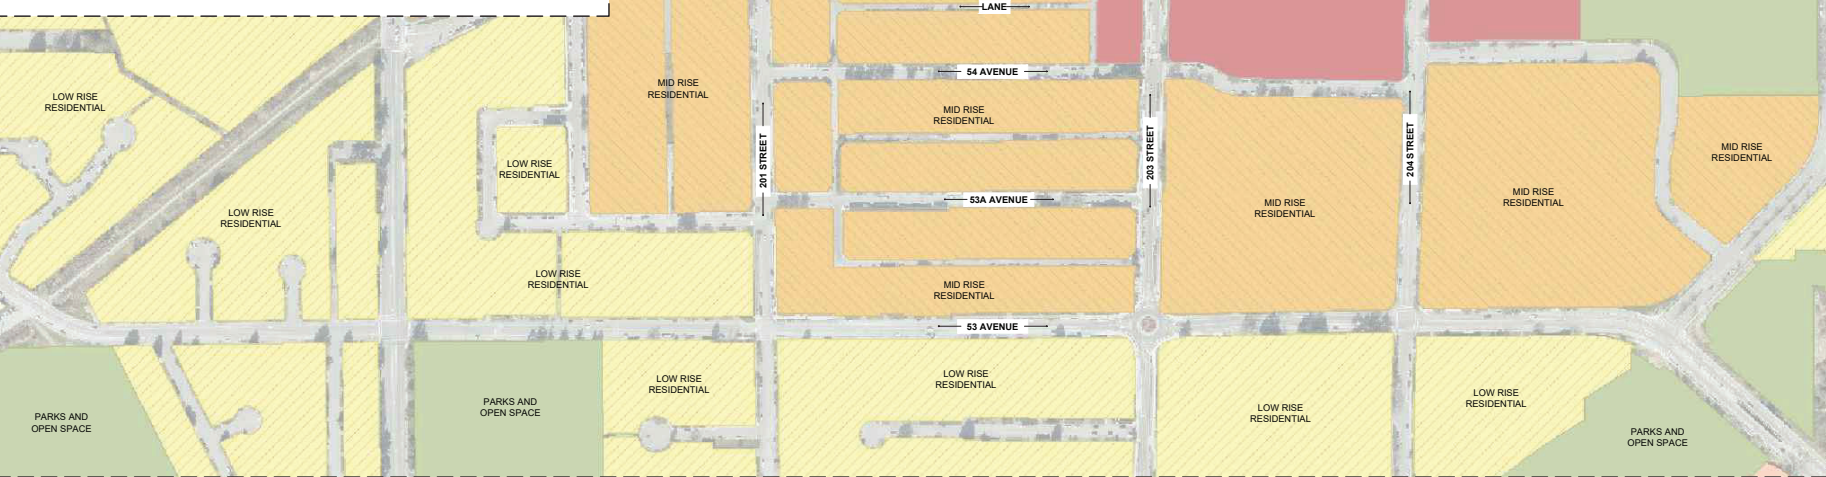 LANE
54 AVENUE
MID RISE
RESIDENTIAL
LOW RISE
RESIDENTIAL
MID RISE
RESIDENTIAL
201 STREET
203 STREET
204 STREET
MID RISE
RESIDENTIAL
LOW RISE
RESIDENTIAL
53A AVENUE
MID RISE
RESIDENTIAL
MID RISE
RESIDENTIAL
LOW RISE
RESIDENTIAL
LOW RISE
RESIDENTIAL
MID RISE
RESIDENTIAL
53 AVENUE
LOW RISE
RESIDENTIAL
LOW RISE
RESIDENTIAL
LOW RISE
RESIDENTIAL
PARKS AND
OPEN SPACE
LOW RISE
RESIDENTIAL
PARKS AND
OPEN SPACE
PARKS AND
OPEN SPACE